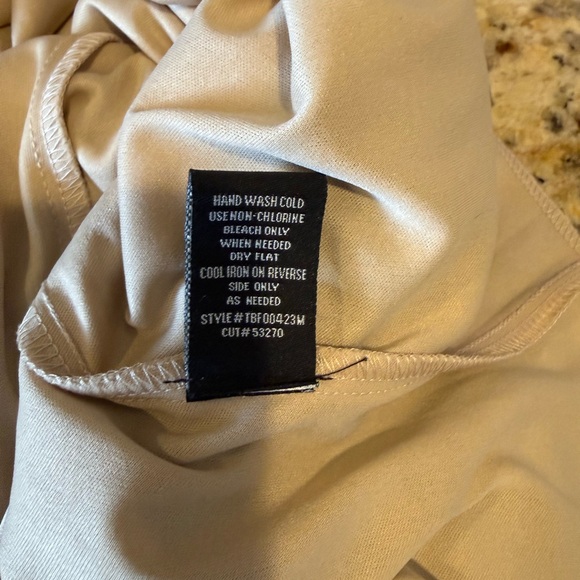 HAND WASH COLD
USE NON-CHLORINE
BLEACH ONLY
WHEN NEEDED
DRY FLAT
COOL IRON ON REVERSE
SIDE ONLY
AS NEEDED
STYLE# TBF00423M
CUT# 53270